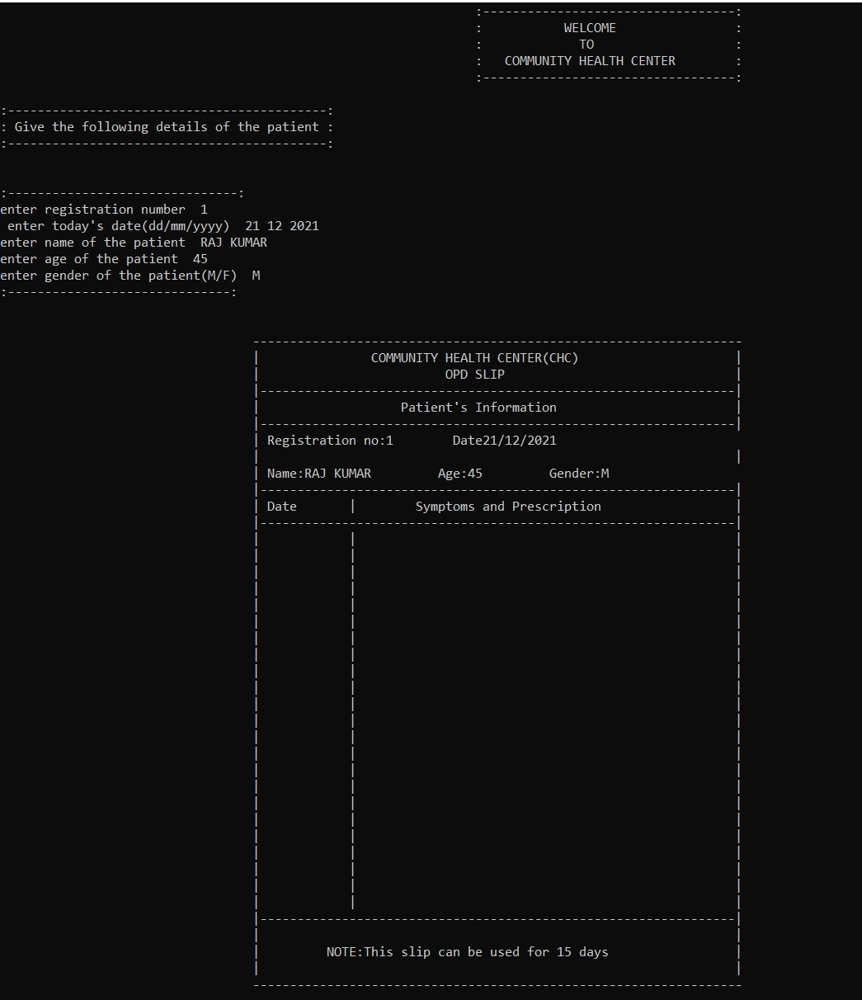 WELCOME
TO
COMMUNITY HEALTH CENTER
: Give the following details of the patient :
enter registration number  1
enter today's date(dd/mm/yyyy)  21 12 2021
enter name of the patient  RAJ KUMAR
enter age of the patient  45
enter gender of the patient(M/F)  M
COMMUNITY HEALTH CENTER(CHC)
OPD SLIP
Patient's Information
Registration no:1        Date21/12/2021
Name:RAJ KUMAR         Age:45         Gender:M
Date       |        Symptoms and Prescription
NOTE:This slip can be used for 15 days